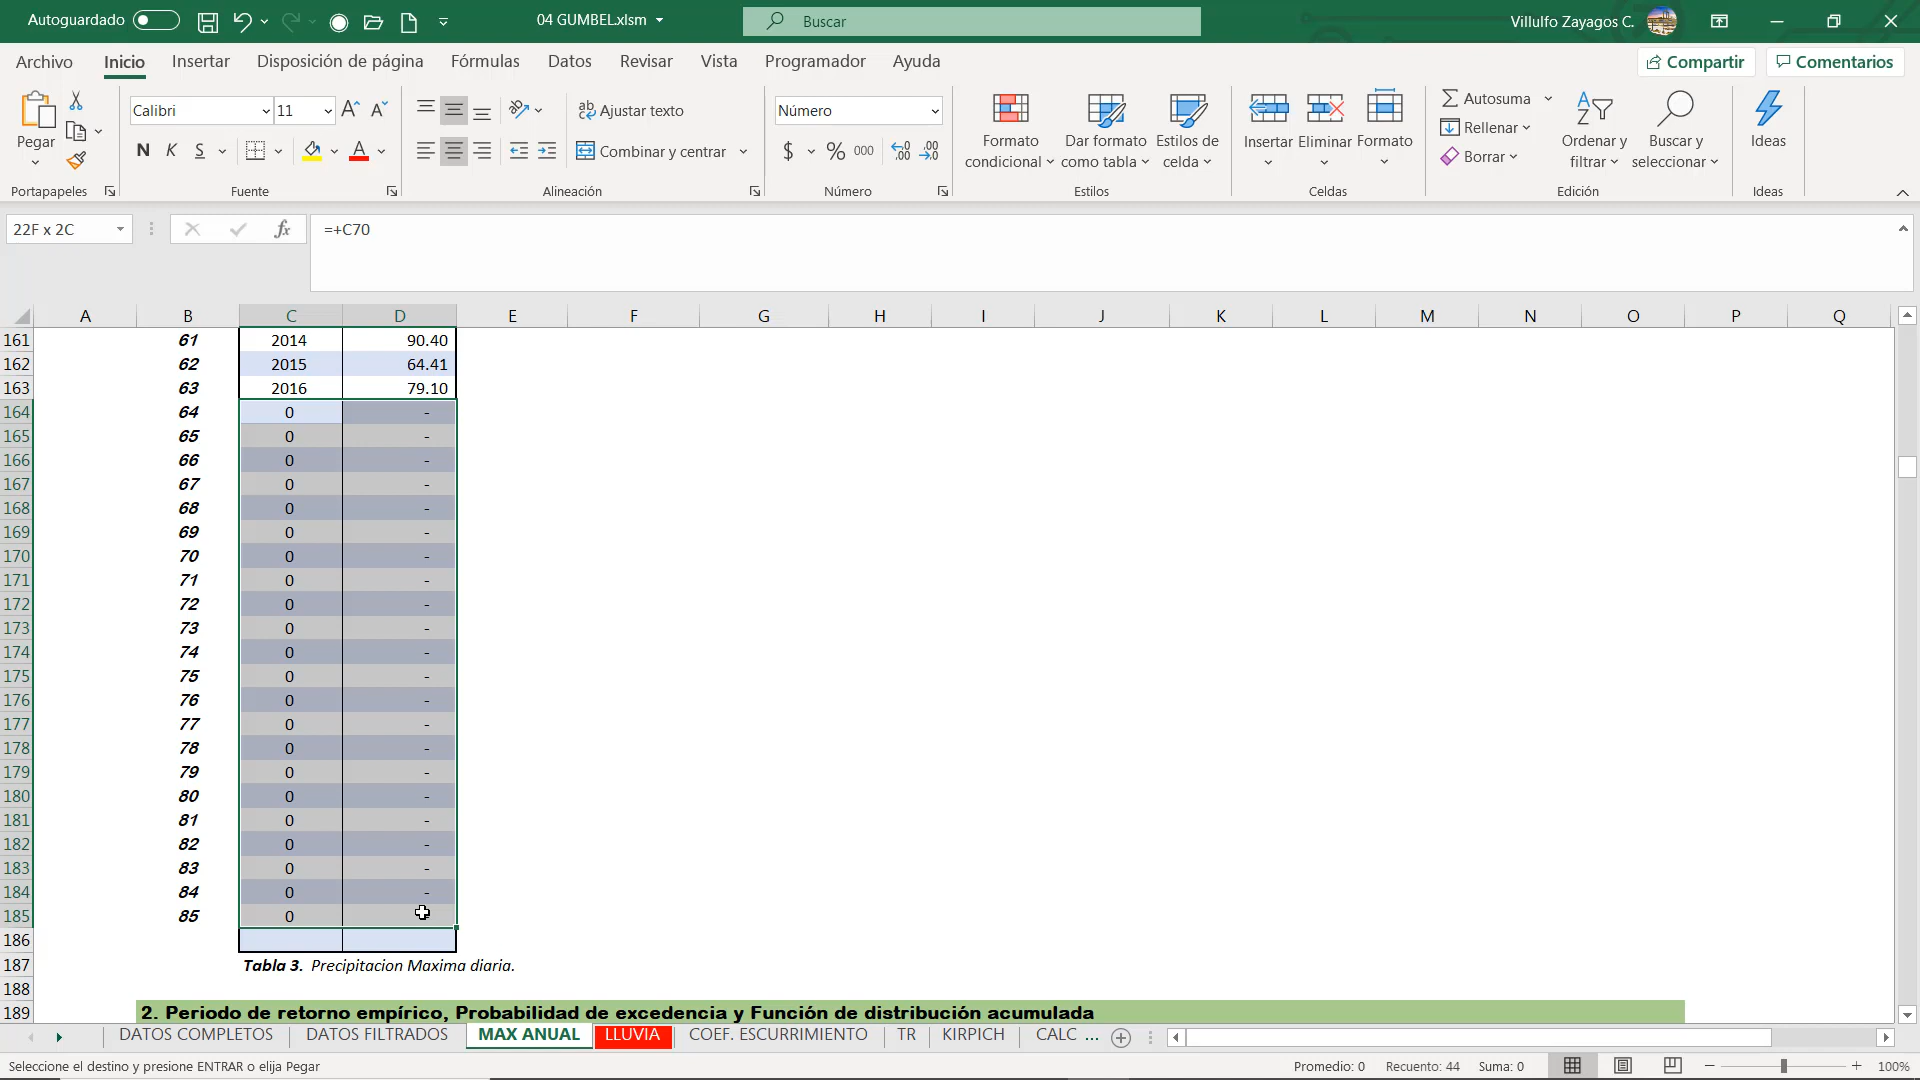 Autoguardado 04 GUMBEL.xlsm Buscar Villulfo Zayagos C.
Archivo Inicio Insertar Disposición de página Fórmulas Datos Revisar Vista Programador Ayuda Compartir Comentarios
Pegar Calibri 11 Ajustar texto Número Formato condicional Dar formato como tabla Estilos de celda Insertar Eliminar Formato Autosuma Ordenar y filtrar Buscar y seleccionar Ideas
N K S Combinar y centrar $ % 000 Rellenar
Borrar
Portapapeles Fuente Alineación Número Estilos Celdas Edición Ideas
22F x 2C fx =+C70
A B C D E F G H I J K L M N O P Q
161 61 2014 90.40
162 62 2015 64.41
163 63 2016 79.10
164 64 0 -
165 65 0 -
166 66 0 -
167 67 0 -
168 68 0 -
169 69 0 -
170 70 0 -
171 71 0 -
172 72 0 -
173 73 0 -
174 74 0 -
175 75 0 -
176 76 0 -
177 77 0 -
178 78 0 -
179 79 0 -
180 80 0 -
181 81 0 -
182 82 0 -
183 83 0 -
184 84 0 -
185 85 0
186
187 Tabla 3. Precipitacion Maxima diaria.
188
189 2. Periodo de retorno empírico, Probabilidad de excedencia y Función de distribución acumulada
DATOS COMPLETOS DATOS FILTRADOS MAX ANUAL LLUVIA COEF. ESCURRIMIENTO TR KIRPICH CALC ...
Seleccione el destino y presione ENTRAR o elija Pegar Promedio: 0 Recuento: 44 Suma: 0 100%